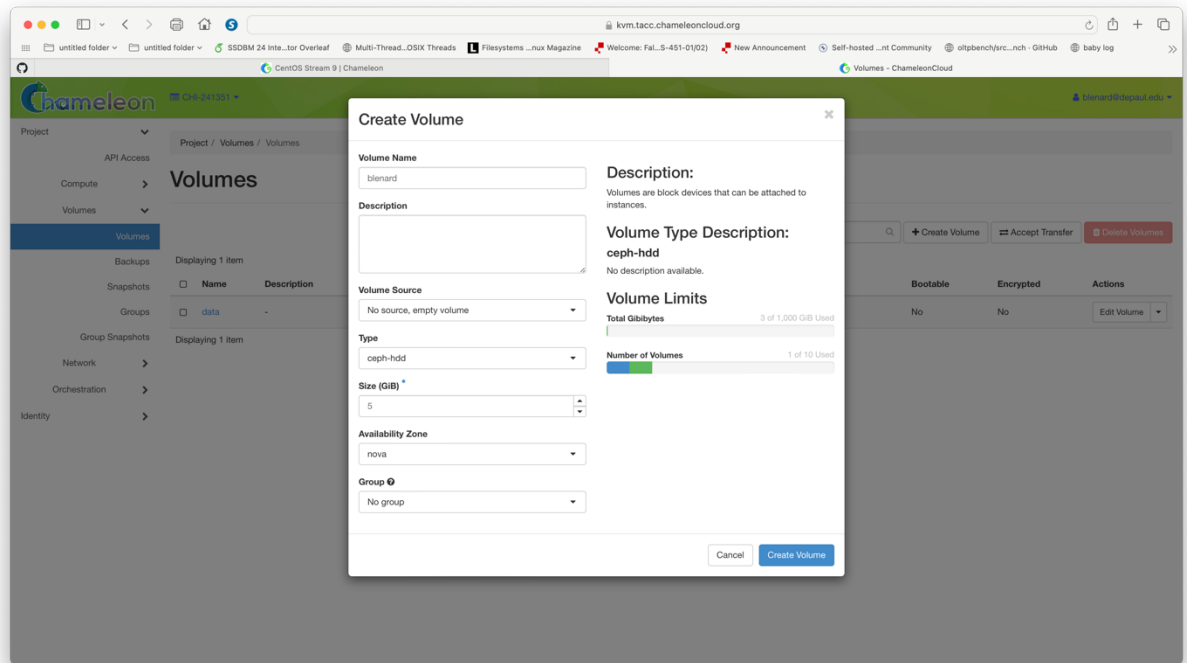 kvm.tacc.chameleoncloud.org
untitled folder untitled folder SSDBM 24 Inte...tor Overleaf Multi-Thread...OSIX Threads L Filesystems ...nux Magazine Welcome: Fal...S-451-01/02) New Announcement Self-hosted ...nt Community oltpbench/src...nch · GitHub baby log >>
CentOS Stream 9 | Chameleon Volumes - ChameleonCloud
Chameleon CHI-241351 blenard@depaul.edu
Project
API Access
Compute
Volumes
Volumes
Backups
Snapshots
Groups
Group Snapshots
Network
Orchestration
Identity
Project / Volumes / Volumes
Volumes
+ Create Volume Accept Transfer Delete Volumes
Displaying 1 item
Name Description Bootable Encrypted Actions
data - No No Edit Volume
Displaying 1 item
Create Volume
Volume Name
blenard
Description
Volume Source
No source, empty volume
Type
ceph-hdd
Size (GiB) *
5
Availability Zone
nova
Group
No group
Description:
Volumes are block devices that can be attached to
instances.
Volume Type Description:
ceph-hdd
No description available.
Volume Limits
Total Gibibytes 3 of 1,000 GiB Used
Number of Volumes 1 of 10 Used
Cancel Create Volume